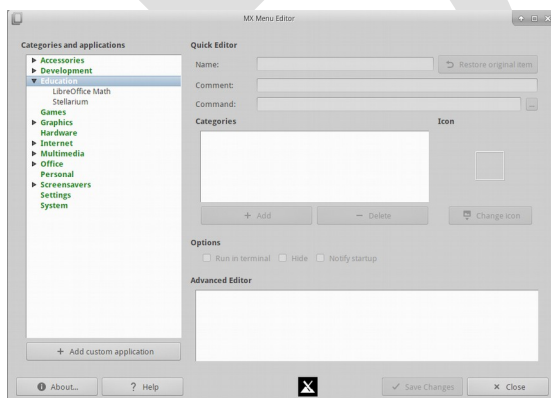 MX Menu Editor
Categories and applications
Accessories
Development
Education
LibreOffice Math
Stellarium
Games
Graphics
Hardware
Internet
Multimedia
Office
Personal
Screensavers
Settings
System
+ Add custom application
Quick Editor
Name:
Restore original item
Comment:
Command:
...
Categories
Icon
+ Add
− Delete
Change icon
Options
Run in terminal
Hide
Notify startup
Advanced Editor
About...
? Help
Save Changes
Close